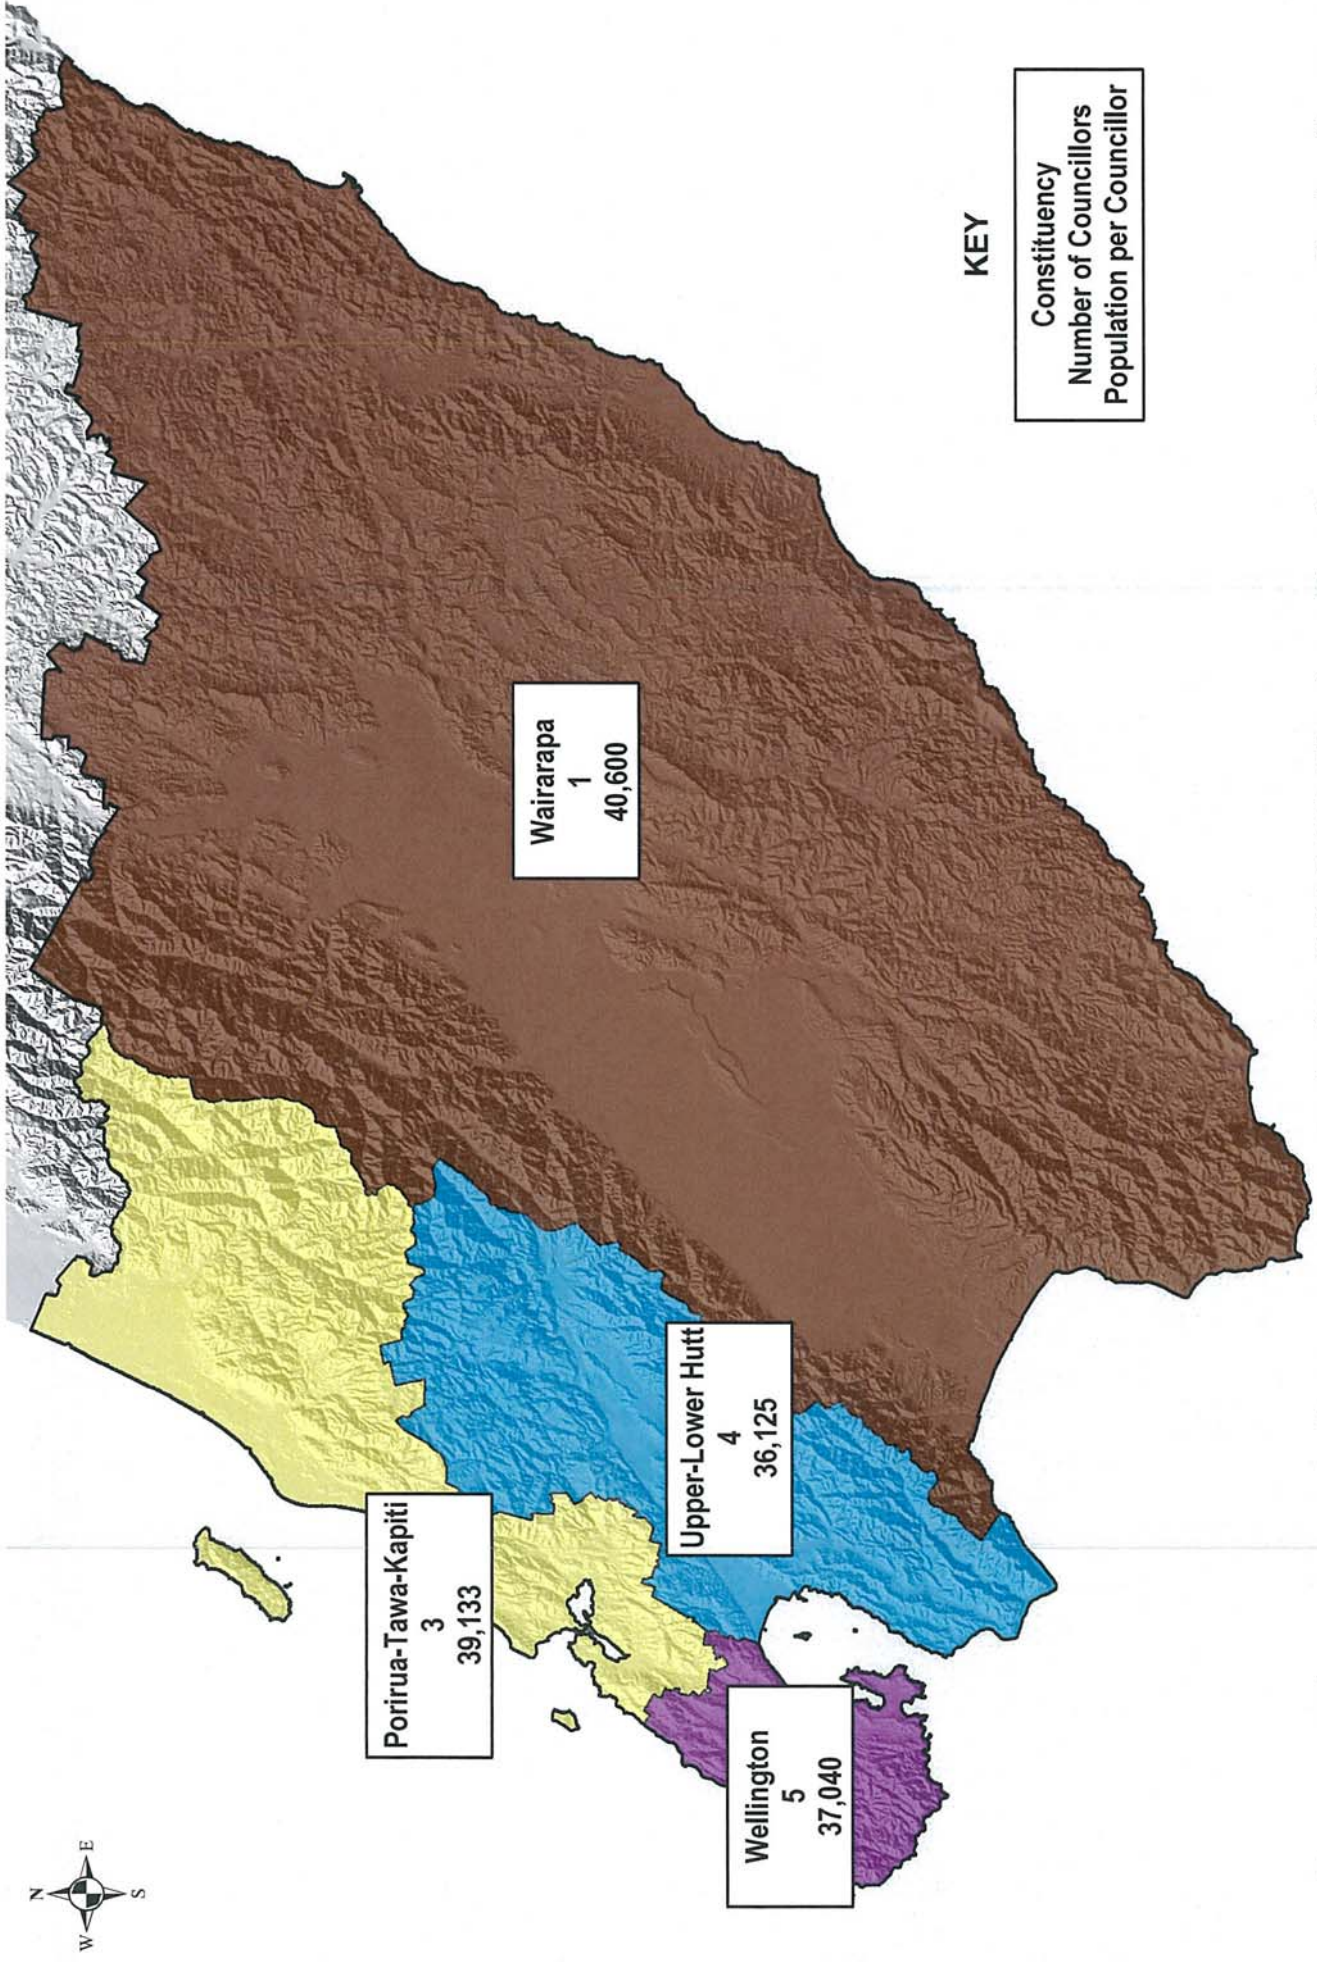 N
W
E
S
Porirua-Tawa-Kapiti
3
39,133
Wairarapa
1
40,600
Upper-Lower Hutt
4
36,125
Wellington
5
37,040
KEY
Constituency
Number of Councillors
Population per Councillor